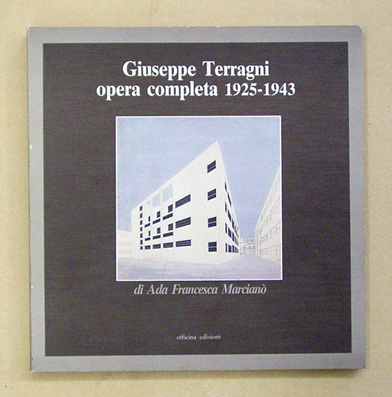 Giuseppe Terragni
opera completa 1925-1943
di Ada Francesca Marcianò
officina edizioni